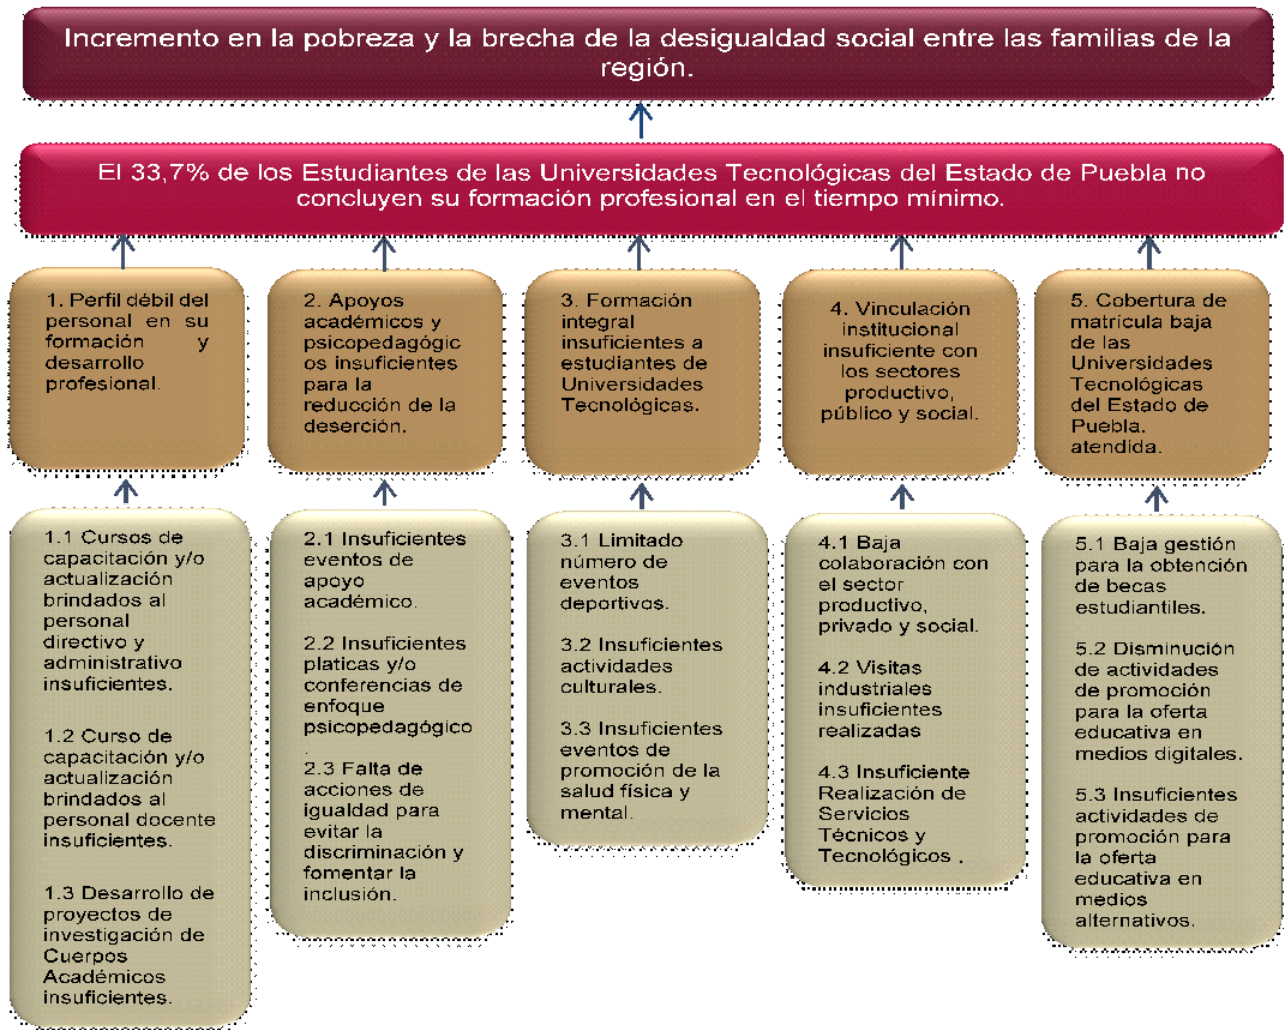 Incremento en la pobreza y la brecha de la desigualdad social entre las familias de la
región.
El 33,7% de los Estudiantes de las Universidades Tecnológicas del Estado de Puebla no
concluyen su formación profesional en el tiempo mínimo.
1. Perfil débil del
personal en su
formación y
desarrollo
profesional.
2. Apoyos
académicos y
psicopedagógic
os insuficientes
para la
reducción de la
deserción.
3. Formación
integral
insuficientes a
estudiantes de
Universidades
Tecnológicas.
4. Vinculación
institucional
insuficiente con
los sectores
productivo,
público y social.
5. Cobertura de
matrícula baja
de las
Universidades
Tecnológicas
del Estado de
Puebla.
atendida.
1.1 Cursos de
capacitación y/o
actualización
brindados al
personal
directivo y
administrativo
insuficientes.
1.2 Curso de
capacitación y/o
actualización
brindados al
personal docente
insuficientes.
1.3 Desarrollo de
proyectos de
investigación de
Cuerpos
Académicos
insuficientes.
2.1 Insuficientes
eventos de
apoyo
académico.
2.2 Insuficientes
platicas y/o
conferencias de
enfoque
psicopedagógico
.
2.3 Falta de
acciones de
igualdad para
evitar la
discriminación y
fomentar la
inclusión.
3.1 Limitado
número de
eventos
deportivos.
3.2 Insuficientes
actividades
culturales.
3.3 Insuficientes
eventos de
promoción de la
salud física y
mental.
4.1 Baja
colaboración con
el sector
productivo,
privado y social.
4.2 Visitas
industriales
insuficientes
realizadas
4.3 Insuficiente
Realización de
Servicios
Técnicos y
Tecnológicos .
5.1 Baja gestión
para la obtención
de becas
estudiantiles.
5.2 Disminución
de actividades
de promoción
para la oferta
educativa en
medios digitales.
5.3 Insuficientes
actividades de
promoción para
la oferta
educativa en
medios
alternativos.